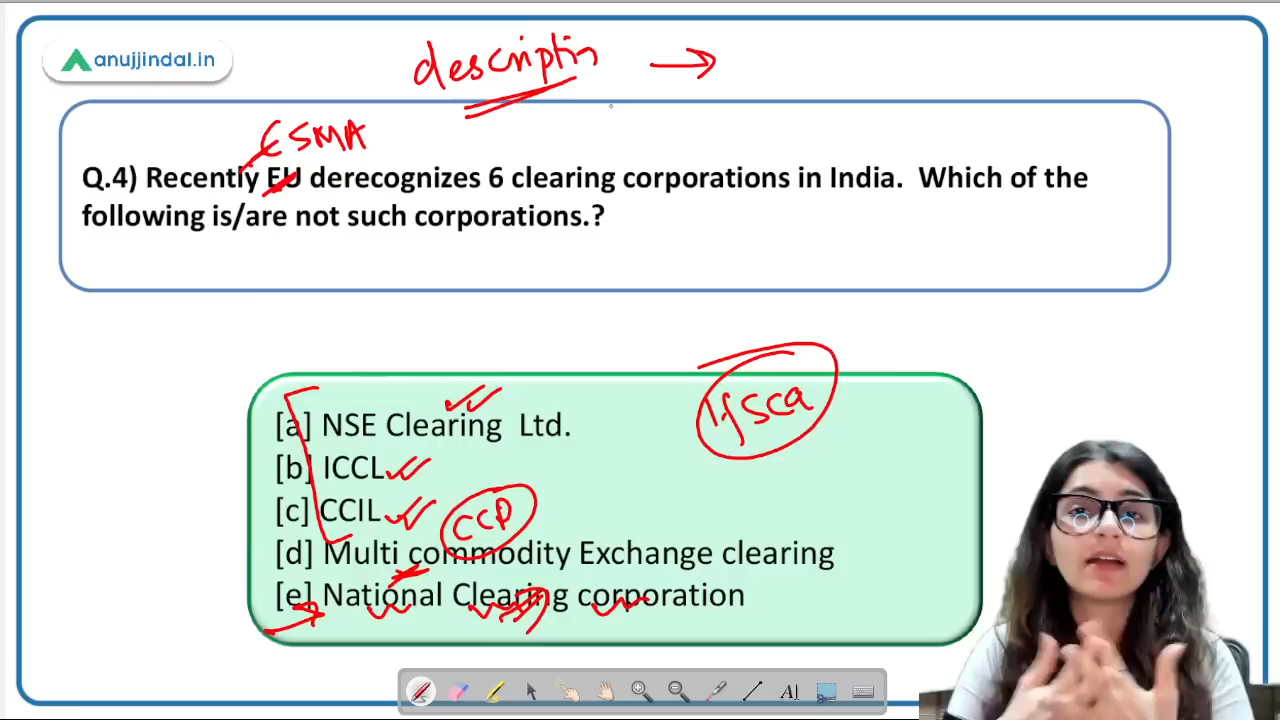 anujjindal.in
descriptin →
ESMA
Q.4) Recently EU derecognizes 6 clearing corporations in India. Which of the
following is/are not such corporations.?
IfSCA
[a] NSE Clearing Ltd.
[b] ICCL
[c] CCIL
CCP
[d] Multi commodity Exchange clearing
[e] National Clearing corporation
A